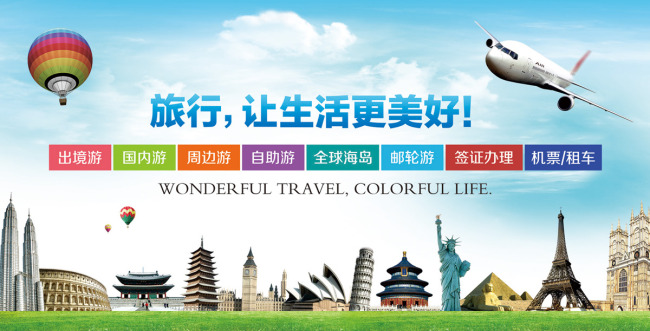 旅行，让生活更美好！
出境游 国内游 周边游 自助游 全球海岛 邮轮游 签证办理 机票/租车
WONDERFUL TRAVEL, COLORFUL LIFE.